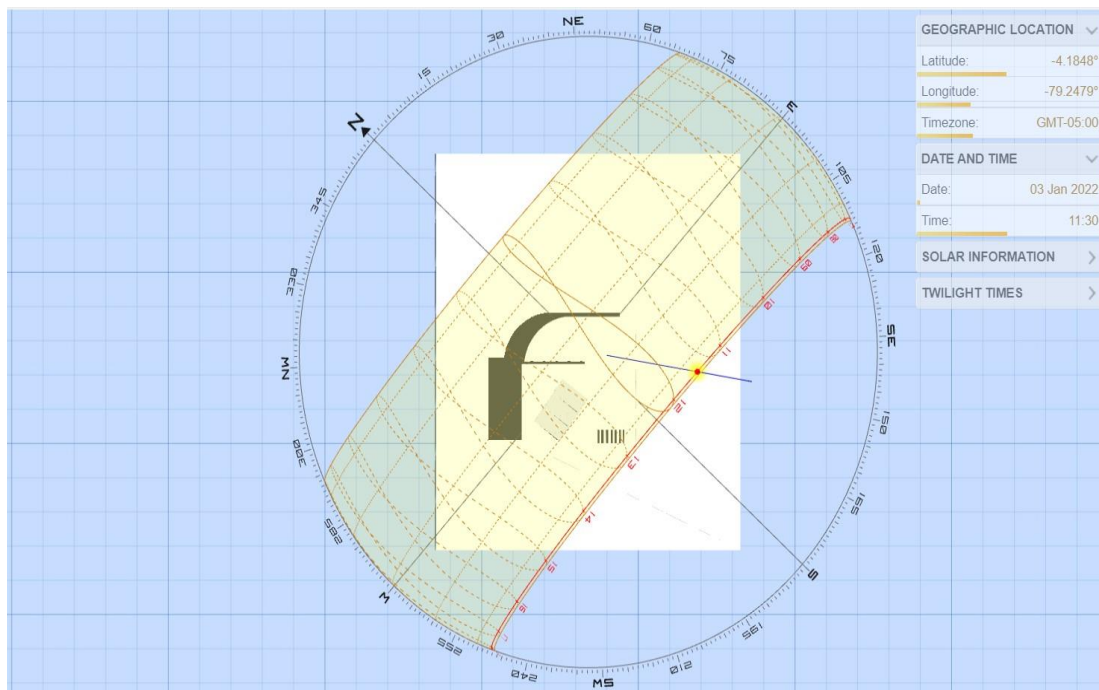 NE
30
60
15
75
N
E
GEOGRAPHIC LOCATION
Latitude: -4.1848°
Longitude: -79.2479°
Timezone: GMT-05:00
DATE AND TIME
Date: 03 Jan 2022
Time: 11:30
SOLAR INFORMATION
TWILIGHT TIMES
105
345
120
09
330
10
SE
11
NW
12
150
300
13
165
285
14
15
S
W
16
195
255
210
240
SW